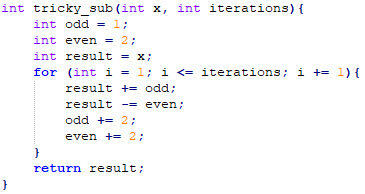 int tricky_sub(int x, int iterations){
    int odd = 1;
    int even = 2;
    int result = x;
    for (int i = 1; i <= iterations; i += 1){
        result += odd;
        result -= even;
        odd += 2;
        even += 2;
    }
    return result;
}